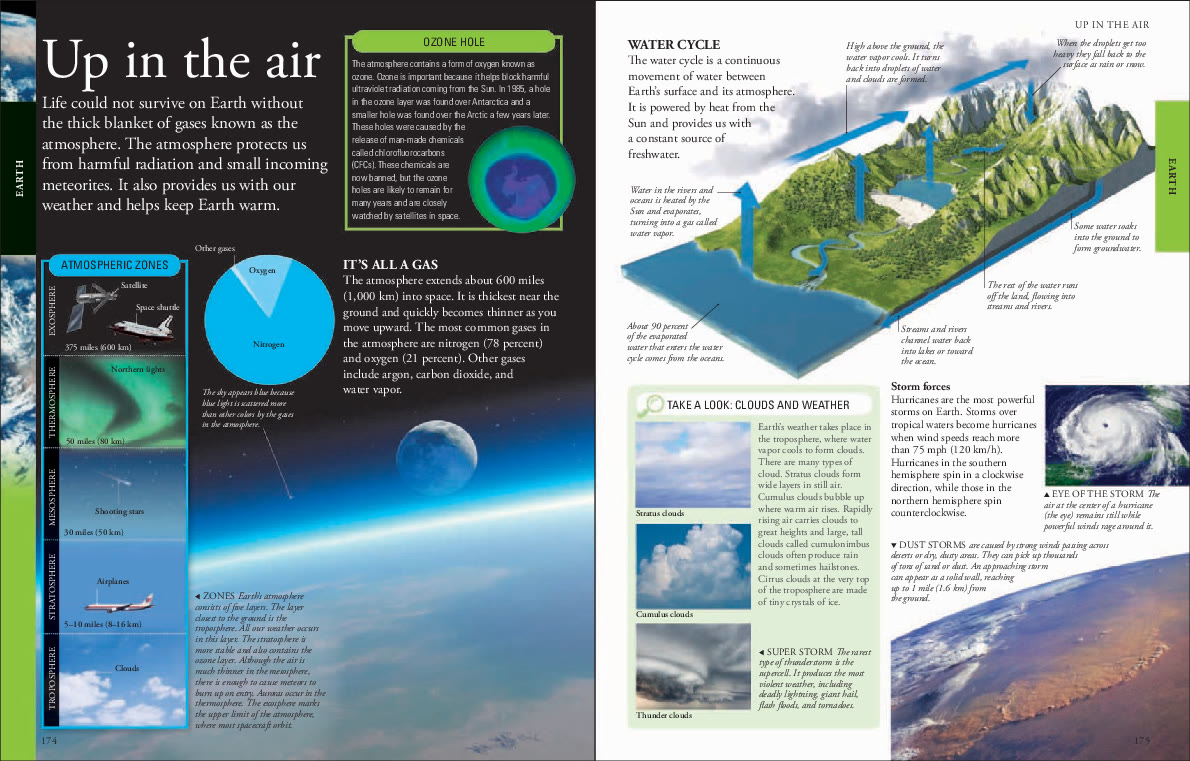 Up in the air
Life could not survive on Earth without
the thick blanket of gases known as the
atmosphere. The atmosphere protects us
from harmful radiation and small incoming
meteorites. It also provides us with our
weather and helps keep Earth warm.
EARTH
OZONE HOLE
The atmosphere contains a form of oxygen known as
ozone. Ozone is important because it helps block harmful
ultraviolet radiation coming from the Sun. In 1985, a hole
in the ozone layer was found over Antarctica and a
smaller hole was found over the Arctic a few years later.
These holes were caused by the
release of man-made chemicals
called chlorofluorocarbons
(CFCs). These chemicals are
now banned, but the ozone
holes are likely to remain for
many years and are closely
watched by satellites in space.
ATMOSPHERIC ZONES
EXOSPHERE
Satellite
Space shuttle
375 miles (600 km)
THERMOSPHERE
Northern lights
50 miles (80 km)
MESOSPHERE
Shooting stars
30 miles (50 km)
STRATOSPHERE
Airplanes
5–10 miles (8–16 km)
TROPOSPHERE
Clouds
Other gases
Oxygen
Nitrogen
The sky appears blue because
blue light is scattered more
than other colors by the gases
in the atmosphere.
IT'S ALL A GAS
The atmosphere extends about 600 miles
(1,000 km) into space. It is thickest near the
ground and quickly becomes thinner as you
move upward. The most common gases in
the atmosphere are nitrogen (78 percent)
and oxygen (21 percent). Other gases
include argon, carbon dioxide, and
water vapor.
◄ ZONES Earth's atmosphere
consists of five layers. The layer
closest to the ground is the
troposphere. All our weather occurs
in this layer. The stratosphere is
more stable and also contains the
ozone layer. Although the air is
much thinner in the mesosphere,
there is enough to cause meteors to
burn up on entry. Auroras occur in the
thermosphere. The exosphere marks
the upper limit of the atmosphere,
where most spacecraft orbit.
174
UP IN THE AIR
WATER CYCLE
The water cycle is a continuous
movement of water between
Earth's surface and its atmosphere.
It is powered by heat from the
Sun and provides us with
a constant source of
freshwater.
High above the ground, the
water vapor cools. It turns
back into droplets of water
and clouds are formed.
When the droplets get too
heavy they fall back to the
surface as rain or snow.
EARTH
Water in the rivers and
oceans is heated by the
Sun and evaporates,
turning into a gas called
water vapor.
Some water soaks
into the ground to
form groundwater.
The rest of the water runs
off the land, flowing into
streams and rivers.
About 90 percent
of the evaporated
water that enters the water
cycle comes from the oceans.
Streams and rivers
channel water back
into lakes or toward
the ocean.
TAKE A LOOK: CLOUDS AND WEATHER
Stratus clouds
Cumulus clouds
Thunder clouds
Earth's weather takes place in
the troposphere, where water
vapor cools to form clouds.
There are many types of
cloud. Stratus clouds form
wide layers in still air.
Cumulus clouds bubble up
where warm air rises. Rapidly
rising air carries clouds to
great heights and large, tall
clouds called cumulonimbus
clouds often produce rain
and sometimes hailstones.
Cirrus clouds at the very top
of the troposphere are made
of tiny crystals of ice.
◄ SUPER STORM The rarest
type of thunderstorm is the
supercell. It produces the most
violent weather, including
deadly lightning, giant hail,
flash floods, and tornadoes.
Storm forces
Hurricanes are the most powerful
storms on Earth. Storms over
tropical waters become hurricanes
when wind speeds reach more
than 75 mph (120 km/h).
Hurricanes in the southern
hemisphere spin in a clockwise
direction, while those in the
northern hemisphere spin
counterclockwise.
▲ EYE OF THE STORM The
air at the center of a hurricane
(the eye) remains still while
powerful winds rage around it.
▼ DUST STORMS are caused by strong winds passing across
deserts or dry, dusty areas. They can pick up thousands
of tons of sand or dust. An approaching storm
can appear as a solid wall, reaching
up to 1 mile (1.6 km) from
the ground.
175